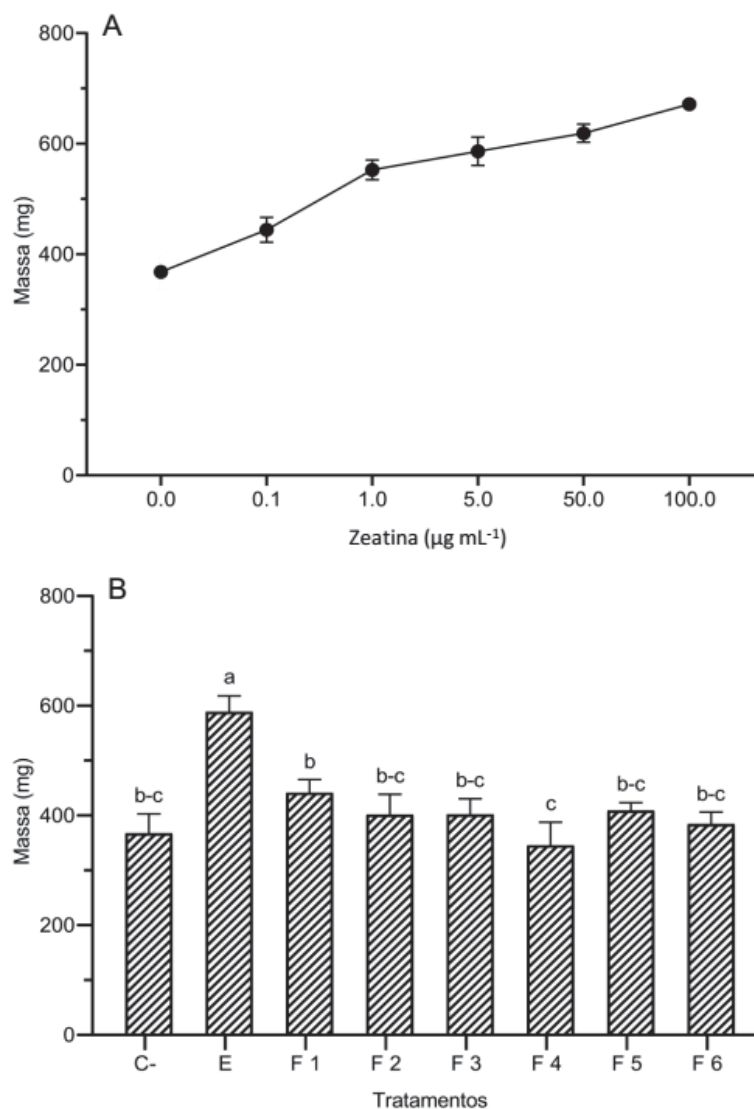 A
800
600
400
200
0
Massa (mg)
0.0 0.1 1.0 5.0 50.0 100.0
Zeatina (µg mL⁻¹)
B
800
600
400
200
0
Massa (mg)
b-c a b b-c b-c c b-c b-c
C- E F 1 F 2 F 3 F 4 F 5 F 6
Tratamentos